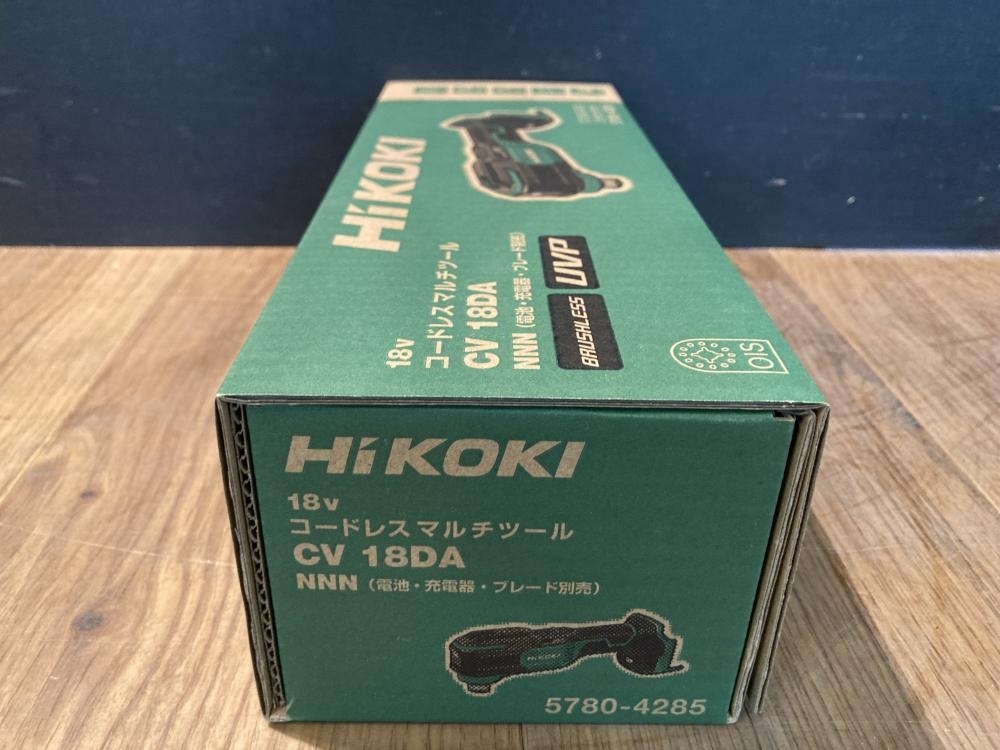 HiKOKI
18v
コードレスマルチツール
CV 18DA
NNN (電池・充電器・ブレード別売)
BRUSHLESS
UVP
OIS
HiKOKI
18v
コードレスマルチツール
CV 18DA
NNN (電池・充電器・ブレード別売)
HiKOKI
5780-4285